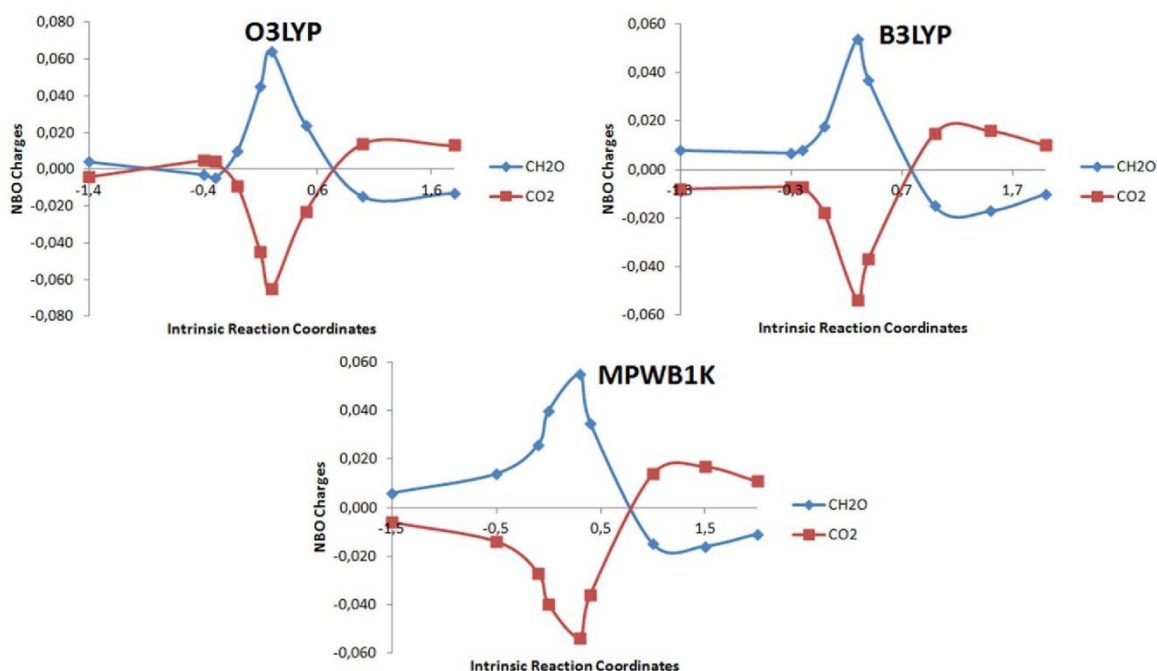 O3LYP
NBO Charges
0,080
0,060
0,040
0,020
0,000
-0,020
-0,040
-0,060
-0,080
-1,4
-0,4
0,6
1,6
CH2O
CO2
Intrinsic Reaction Coordinates
B3LYP
NBO Charges
0,060
0,040
0,020
0,000
-0,020
-0,040
-0,060
-1,3
-0,3
0,7
1,7
CH2O
CO2
Intrinsic Reaction Coordinates
MPWB1K
NBO Charges
0,060
0,040
0,020
0,000
-0,020
-0,040
-0,060
-1,5
-0,5
0,5
1,5
CH2O
CO2
Intrinsic Reaction Coordinates